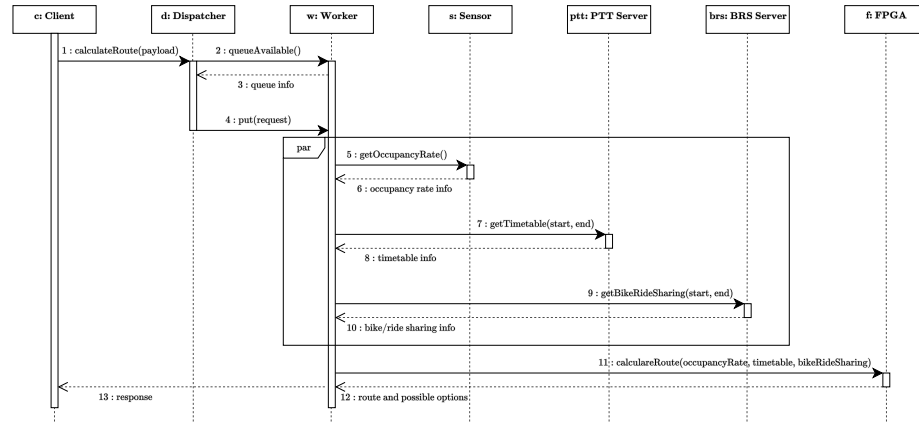 c: Client
d: Dispatcher
w: Worker
s: Sensor
ptt: PTT Server
brs: BRS Server
f: FPGA
1 : calculateRoute(payload)
2 : queueAvailable()
3 : queue info
4 : put(request)
par
5 : getOccupancyRate()
6 : occupancy rate info
7 : getTimetable(start, end)
8 : timetable info
9 : getBikeRideSharing(start, end)
10 : bike/ride sharing info
11 : calculareRoute(occupancyRate, timetable, bikeRideSharing)
13 : response
12 : route and possible options